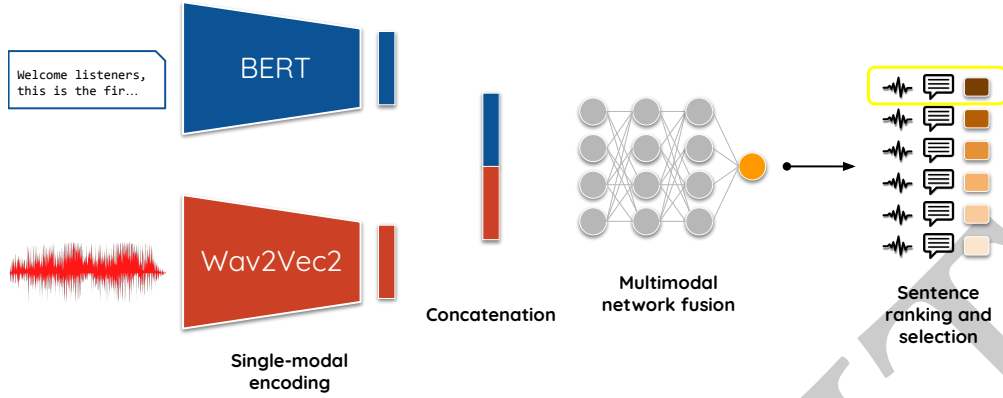 Welcome listeners,
this is the fir...
BERT
Wav2Vec2
Single-modal
encoding
Concatenation
Multimodal
network fusion
Sentence
ranking and
selection